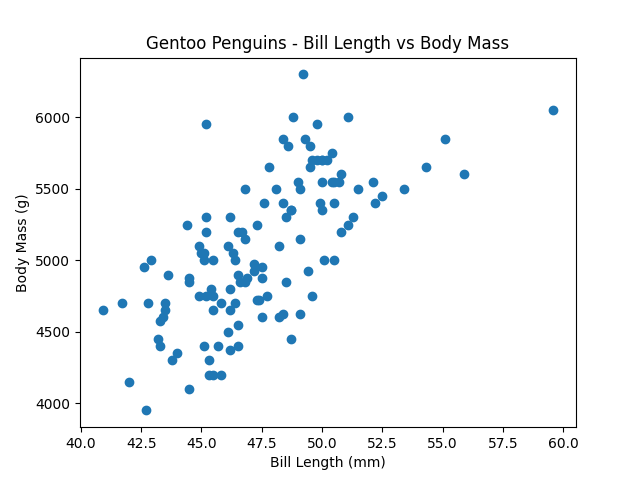 Gentoo Penguins - Bill Length vs Body Mass
Body Mass (g)
6000
5500
5000
4500
4000
40.0 42.5 45.0 47.5 50.0 52.5 55.0 57.5 60.0
Bill Length (mm)